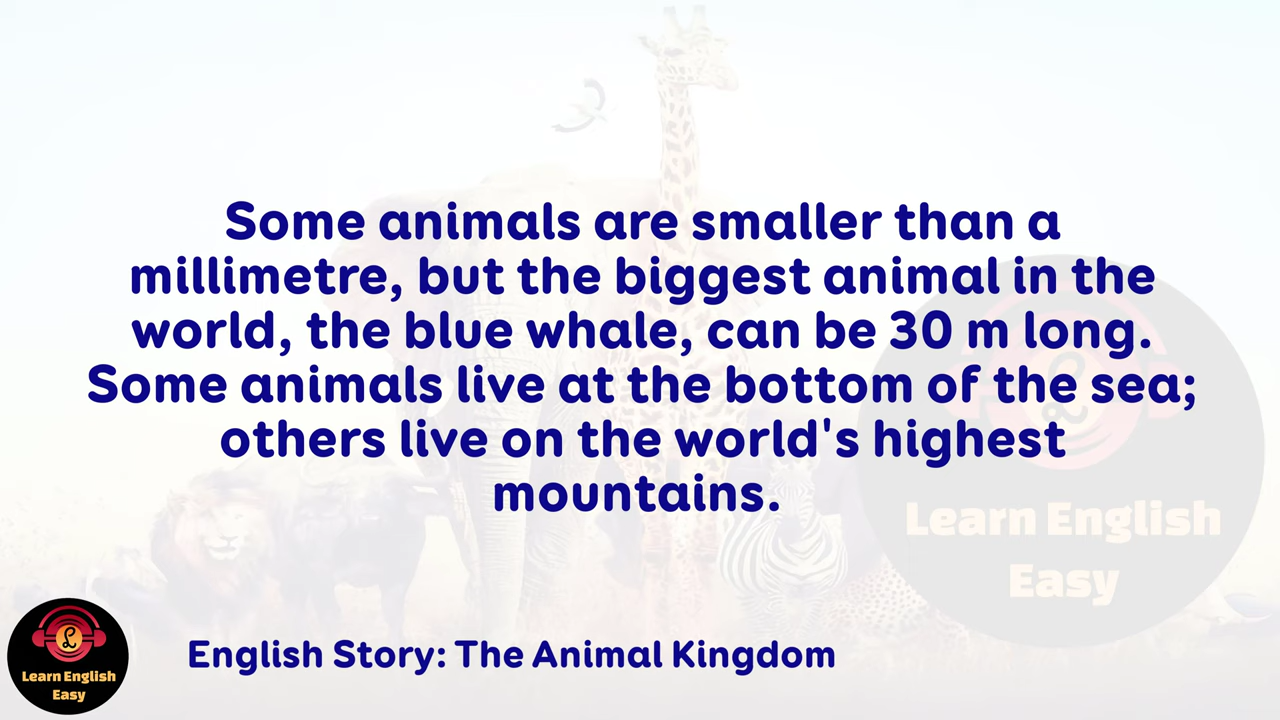 Some animals are smaller than a
millimetre, but the biggest animal in the
world, the blue whale, can be 30 m long.
Some animals live at the bottom of the sea;
others live on the world's highest
mountains.
Learn English
Easy
English Story: The Animal Kingdom
Learn English
Easy